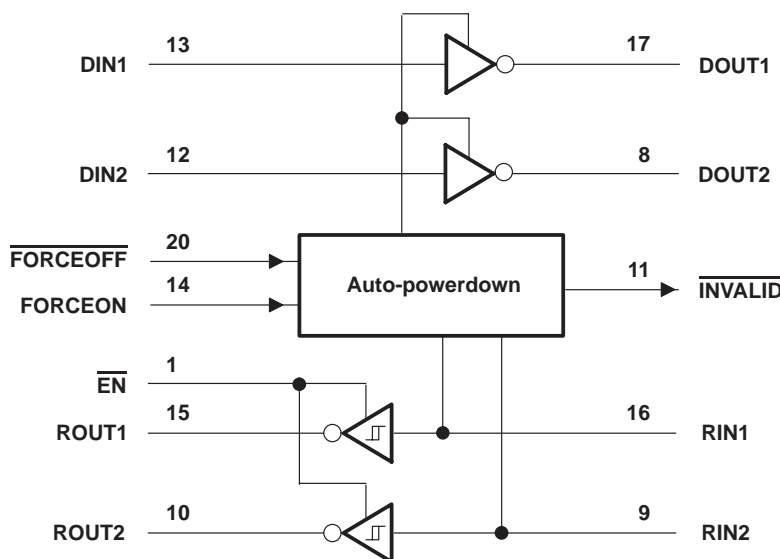 13 17
DIN1 DOUT1
12 8
DIN2 DOUT2
20
FORCEOFF
14 Auto-powerdown 11
FORCEON INVALID
1
EN
15 16
ROUT1 RIN1
10 9
ROUT2 RIN2